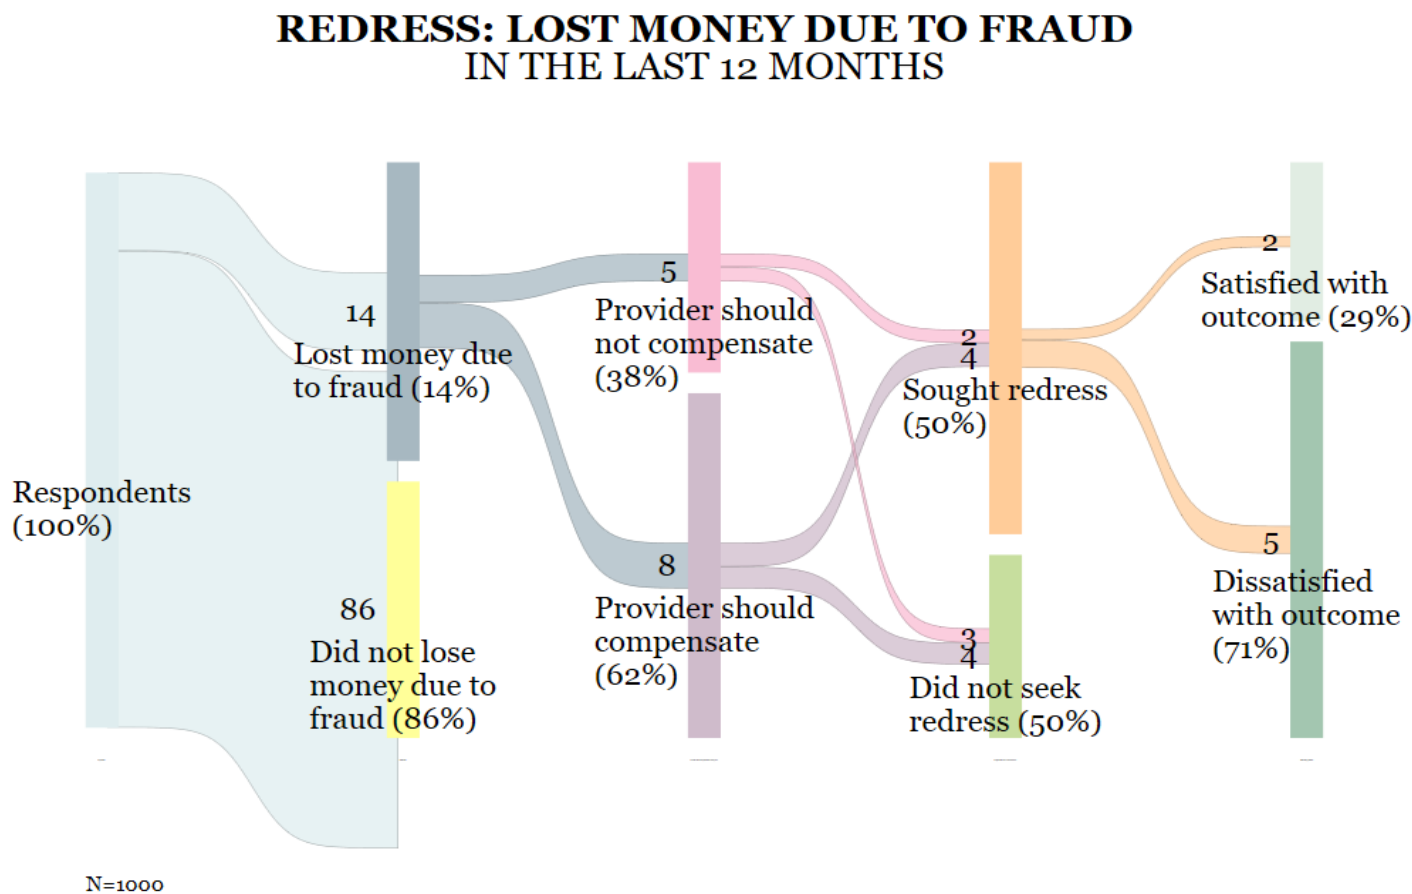 REDRESS: LOST MONEY DUE TO FRAUD
IN THE LAST 12 MONTHS
Respondents
(100%)
14
Lost money due
to fraud (14%)
86
Did not lose
money due to
fraud (86%)
5
Provider should
not compensate
(38%)
8
Provider should
compensate
(62%)
2
4
Sought redress
(50%)
3
4
Did not seek
redress (50%)
2
Satisfied with
outcome (29%)
5
Dissatisfied
with outcome
(71%)
N=1000